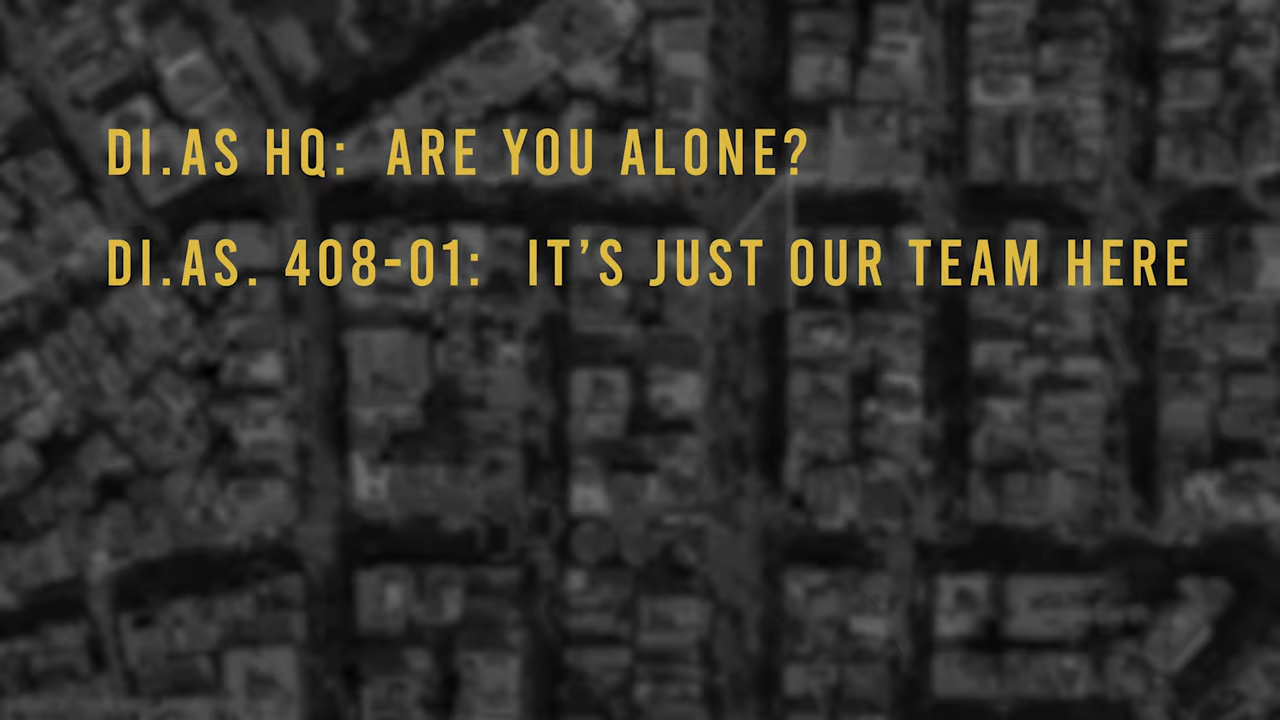 DI.AS HQ: ARE YOU ALONE?
DI.AS. 408-01: IT’S JUST OUR TEAM HERE